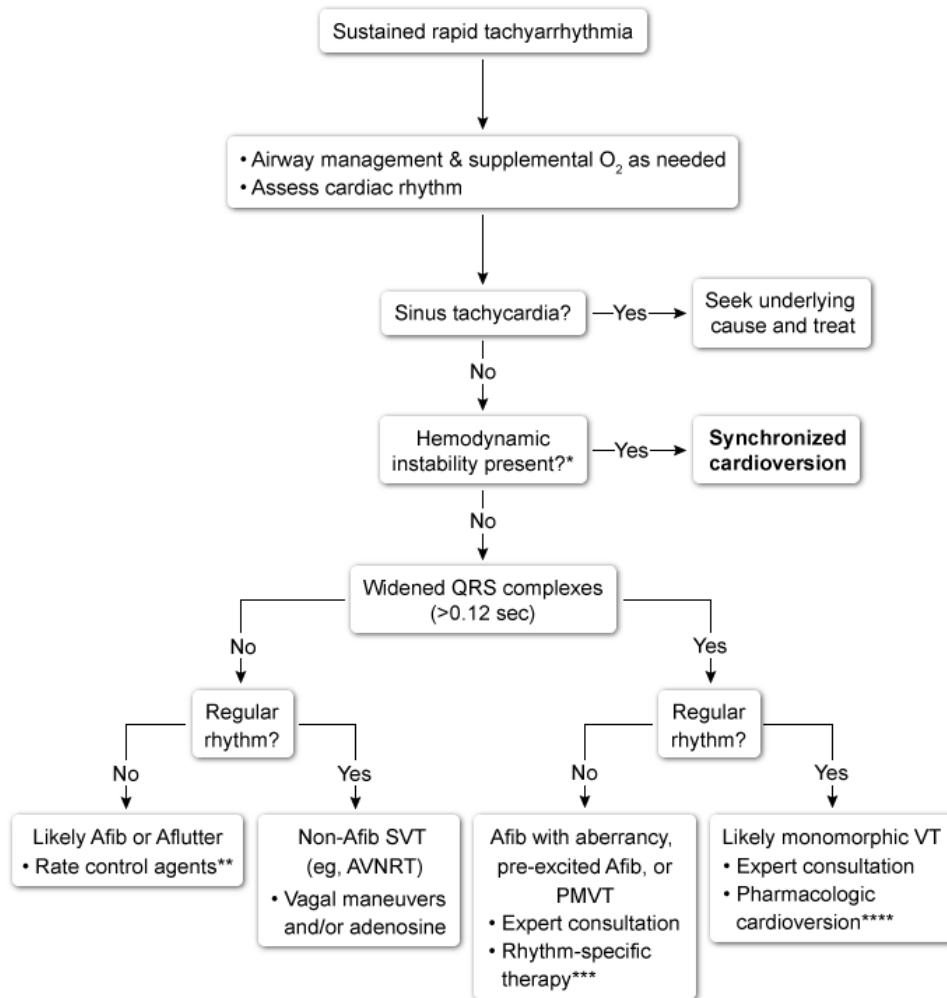 Sustained rapid tachyarrhythmia
• Airway management & supplemental O₂ as needed
• Assess cardiac rhythm
Sinus tachycardia?
Yes
Seek underlying
cause and treat
No
Hemodynamic
instability present?*
Yes
Synchronized
cardioversion
No
Widened QRS complexes
(>0.12 sec)
No
Yes
Regular
rhythm?
Regular
rhythm?
No
Yes
No
Yes
Likely Afib or Aflutter
• Rate control agents**
Non-Afib SVT
(eg, AVNRT)
• Vagal maneuvers
and/or adenosine
Afib with aberrancy,
pre-excited Afib, or
PMVT
• Expert consultation
• Rhythm-specific
therapy***
Likely monomorphic VT
• Expert consultation
• Pharmacologic
cardioversion****